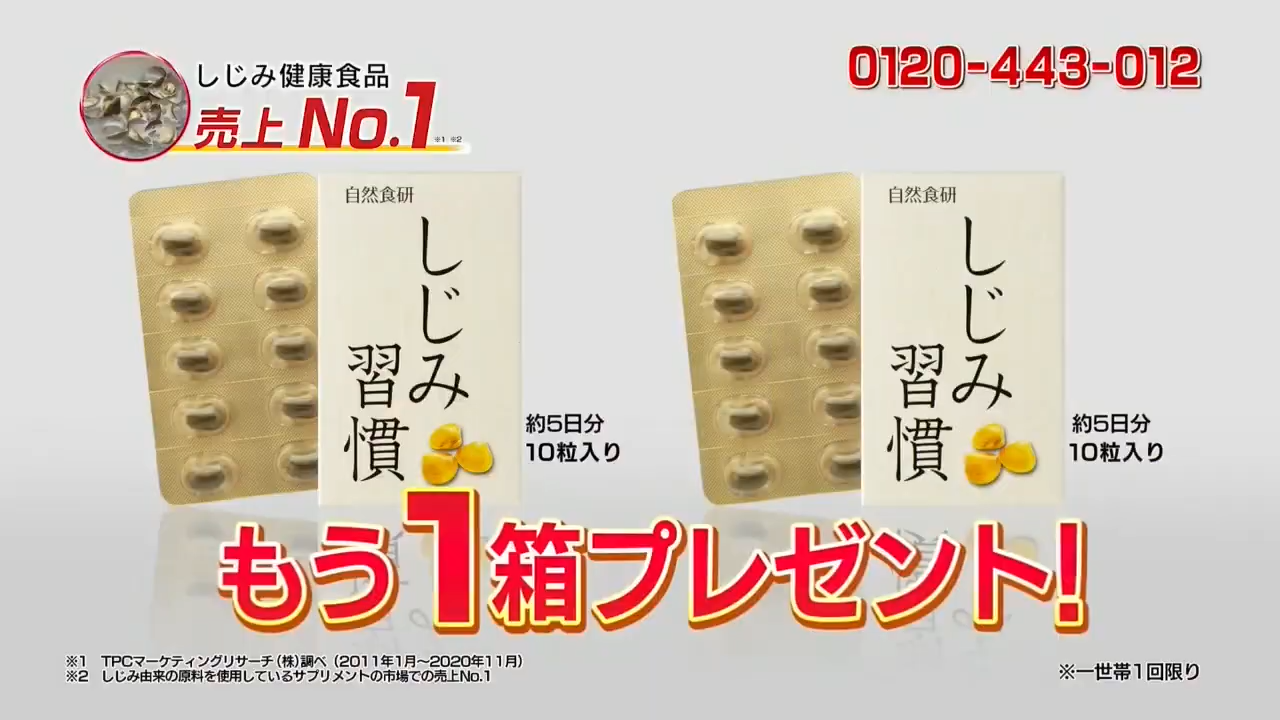 しじみ健康食品
売上No.1※1 ※2
0120-443-012
自然食研
しじみ
習慣
約5日分
10粒入り
自然食研
しじみ
習慣
約5日分
10粒入り
もう1箱プレゼント!
※1 TPCマーケティングリサーチ(株)調べ(2011年1月〜2020年11月)
※2 しじみ由来の原料を使用しているサプリメントの市場での売上No.1
※一世帯1回限り